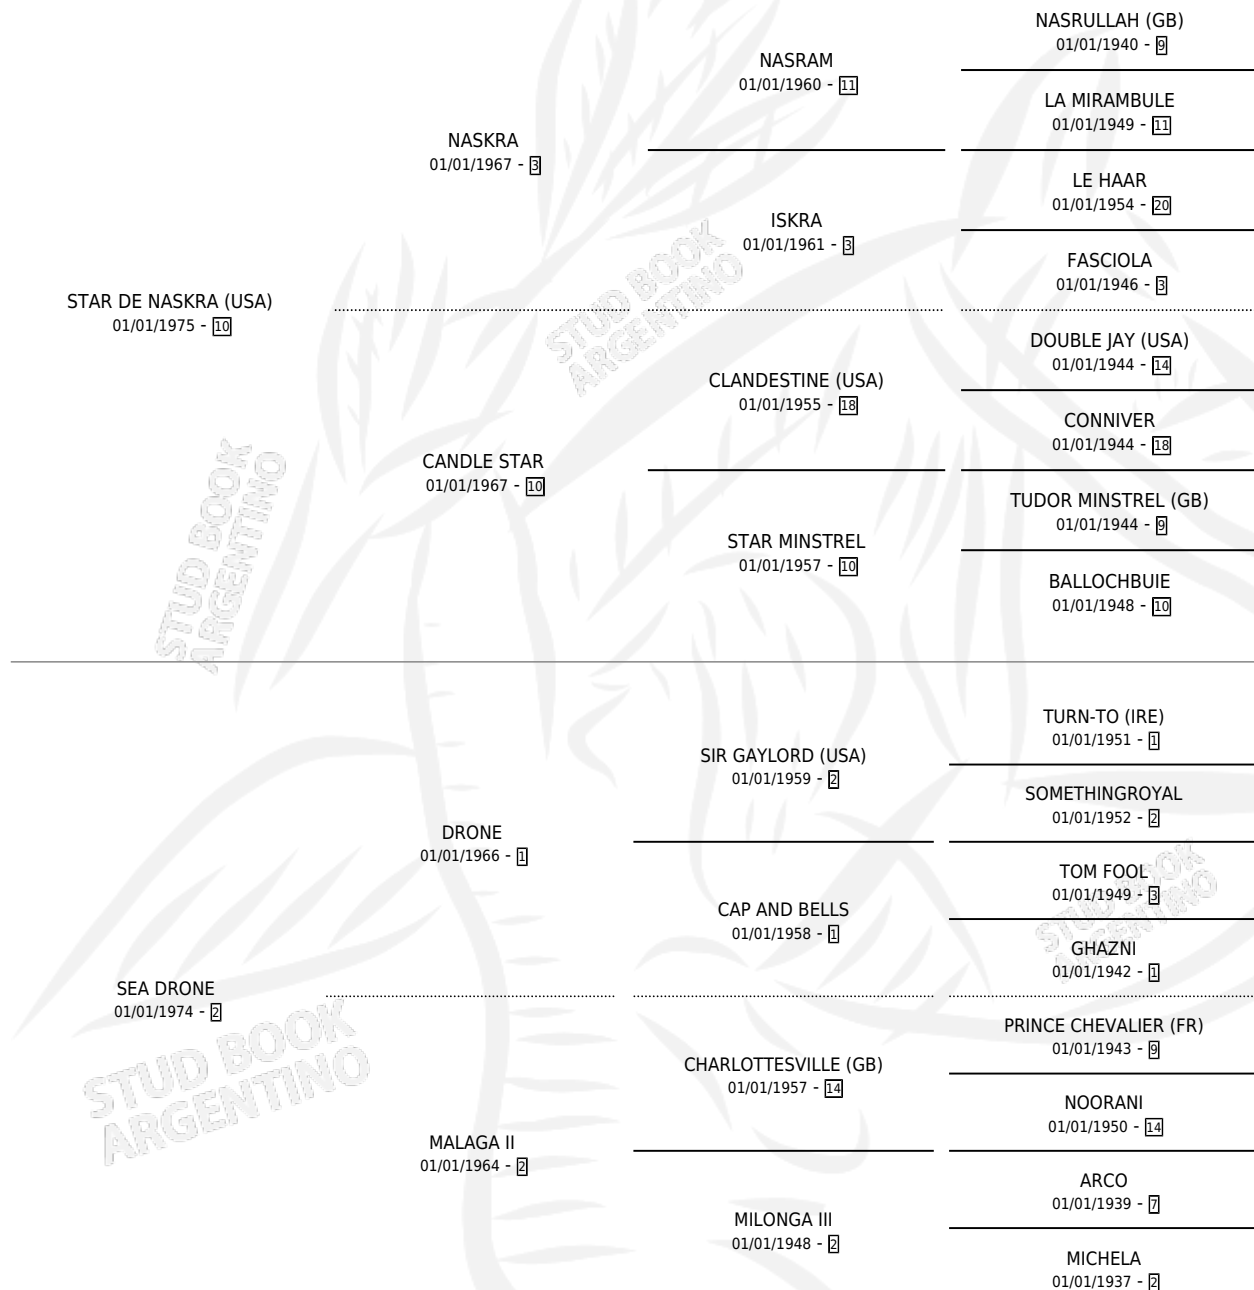 NASRULLAH (GB)
01/01/1940 - 9
NASRAM
01/01/1960 - 11
LA MIRAMBULE
01/01/1949 - 11
NASKRA
01/01/1967 - 3
LE HAAR
01/01/1954 - 20
ISKRA
01/01/1961 - 3
FASCIOLA
01/01/1946 - 3
STAR DE NASKRA (USA)
01/01/1975 - 10
DOUBLE JAY (USA)
01/01/1944 - 14
CLANDESTINE (USA)
01/01/1955 - 18
CONNIVER
01/01/1944 - 18
CANDLE STAR
01/01/1967 - 10
TUDOR MINSTREL (GB)
01/01/1944 - 9
STAR MINSTREL
01/01/1957 - 10
BALLOCHBUIE
01/01/1948 - 10
TURN-TO (IRE)
01/01/1951 - 1
SIR GAYLORD (USA)
01/01/1959 - 2
SOMETHINGROYAL
01/01/1952 - 2
DRONE
01/01/1966 - 1
TOM FOOL
01/01/1949 - 3
CAP AND BELLS
01/01/1958 - 1
GHAZNI
01/01/1942 - 1
SEA DRONE
01/01/1974 - 2
PRINCE CHEVALIER (FR)
01/01/1943 - 9
CHARLOTTESVILLE (GB)
01/01/1957 - 14
NOORANI
01/01/1950 - 14
MALAGA II
01/01/1964 - 2
ARCO
01/01/1939 - 7
MILONGA III
01/01/1948 - 2
MICHELA
01/01/1937 - 2
STUD BOOK
ARGENTINO
STUD BOOK
ARGENTINO
STUD BOOK
ARGENTINO
STUD BOOK
ARGENTINO